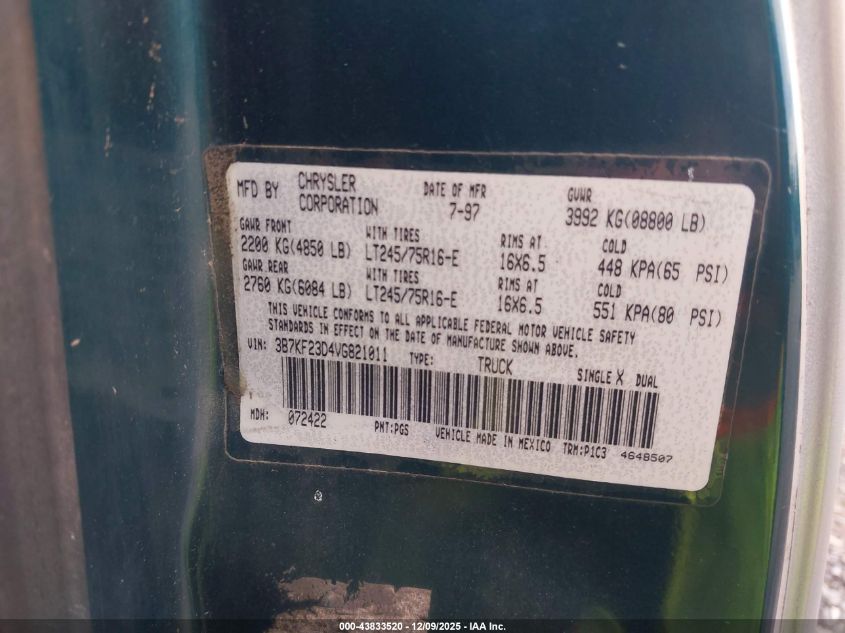 MFD BY CHRYSLER CORPORATION DATE OF MFR 7-97 GVWR 3992 KG(08800 LB)
GAWR FRONT WITH TIRES RIMS AT COLD
2200 KG(4850 LB) LT245/75R16-E 16X6.5 448 KPA(65 PSI)
GAWR REAR WITH TIRES RIMS AT COLD
2760 KG(6084 LB) LT245/75R16-E 16X6.5 551 KPA(80 PSI)
THIS VEHICLE CONFORMS TO ALL APPLICABLE FEDERAL MOTOR VEHICLE SAFETY
STANDARDS IN EFFECT ON THE DATE OF MANUFACTURE SHOWN ABOVE.
VIN: 3B7KF23D4VG821011 TYPE: TRUCK SINGLE X DUAL
MDH: 072422 PNT:PGS VEHICLE MADE IN MEXICO TRM:P1C3 4648507
000-43833520 - 12/09/2025 - IAA Inc.